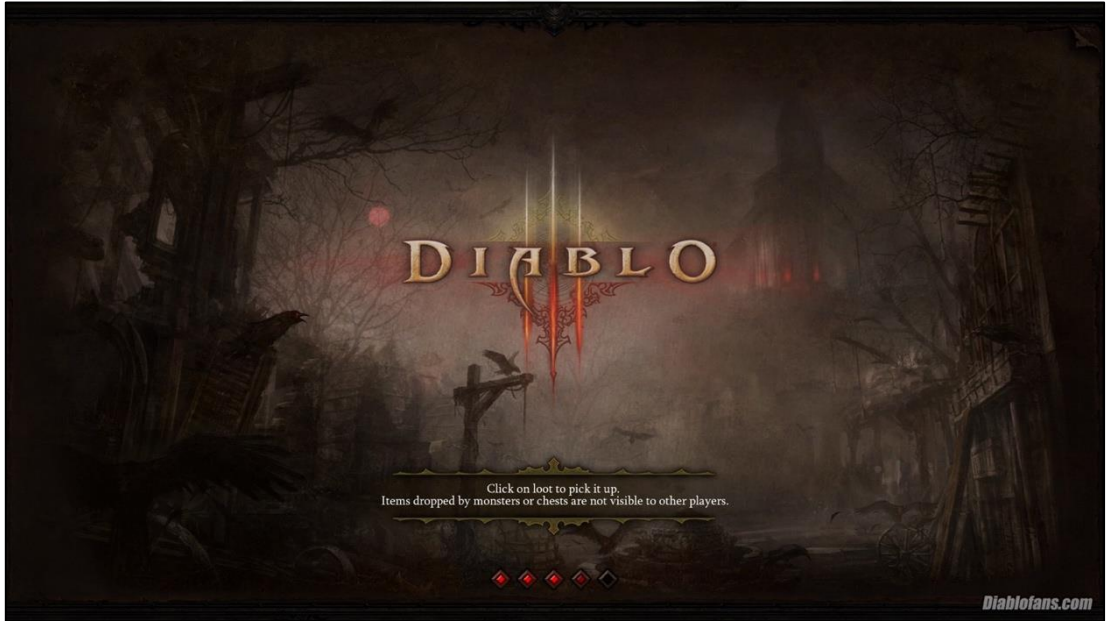 DIABLO
III
Click on loot to pick it up.
Items dropped by monsters or chests are not visible to other players.
Diablofans.com